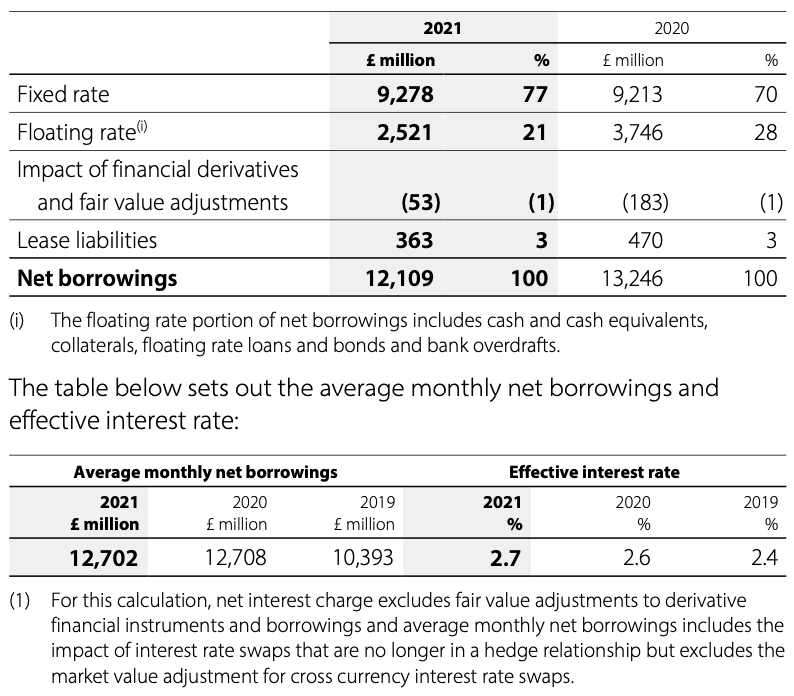 2021 2020
£ million % £ million %
Fixed rate 9,278 77 9,213 70
Floating rate(i) 2,521 21 3,746 28
Impact of financial derivatives
and fair value adjustments (53) (1) (183) (1)
Lease liabilities 363 3 470 3
Net borrowings 12,109 100 13,246 100
(i) The floating rate portion of net borrowings includes cash and cash equivalents,
collaterals, floating rate loans and bonds and bank overdrafts.
The table below sets out the average monthly net borrowings and
effective interest rate:
Average monthly net borrowings Effective interest rate
2021 2020 2019 2021 2020 2019
£ million £ million £ million % % %
12,702 12,708 10,393 2.7 2.6 2.4
(1) For this calculation, net interest charge excludes fair value adjustments to derivative
financial instruments and borrowings and average monthly net borrowings includes the
impact of interest rate swaps that are no longer in a hedge relationship but excludes the
market value adjustment for cross currency interest rate swaps.